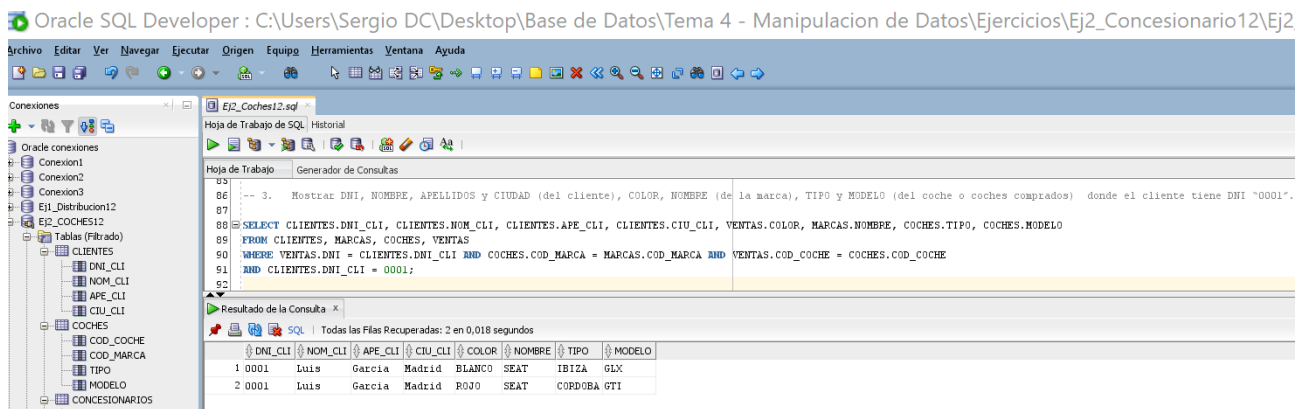 Oracle SQL Developer : C:\Users\Sergio DC\Desktop\Base de Datos\Tema 4 - Manipulacion de Datos\Ejercicios\Ej2_Concesionario12\Ej2
Archivo Editar Ver Navegar Ejecutar Origen Equipo Herramientas Ventana Ayuda
Conexiones
Oracle conexiones
Conexion1
Conexion2
Conexion3
Ej1_Distribucion12
Ej2_COCHES12
Tablas (Filtrado)
CLIENTES
DNI_CLI
NOM_CLI
APE_CLI
CIU_CLI
COCHES
COD_COCHE
COD_MARCA
TIPO
MODELO
CONCESIONARIOS
Ej2_Coches12.sql
Hoja de Trabajo de SQL Historial
Hoja de Trabajo Generador de Consultas
85
86 -- 3. Mostrar DNI, NOMBRE, APELLIDOS y CIUDAD (del cliente), COLOR, NOMBRE (de la marca), TIPO y MODELO (del coche o coches comprados) donde el cliente tiene DNI “0001”.
87
88 SELECT CLIENTES.DNI_CLI, CLIENTES.NOM_CLI, CLIENTES.APE_CLI, CLIENTES.CIU_CLI, VENTAS.COLOR, MARCAS.NOMBRE, COCHES.TIPO, COCHES.MODELO
89 FROM CLIENTES, MARCAS, COCHES, VENTAS
90 WHERE VENTAS.DNI = CLIENTES.DNI_CLI AND COCHES.COD_MARCA = MARCAS.COD_MARCA AND VENTAS.COD_COCHE = COCHES.COD_COCHE
91 AND CLIENTES.DNI_CLI = 0001;
92
Resultado de la Consulta x
SQL | Todas las Filas Recuperadas: 2 en 0,018 segundos
DNI_CLI NOM_CLI APE_CLI CIU_CLI COLOR NOMBRE TIPO MODELO
1 0001 Luis Garcia Madrid BLANCO SEAT IBIZA GLX
2 0001 Luis Garcia Madrid ROJO SEAT CORDOBA GTI